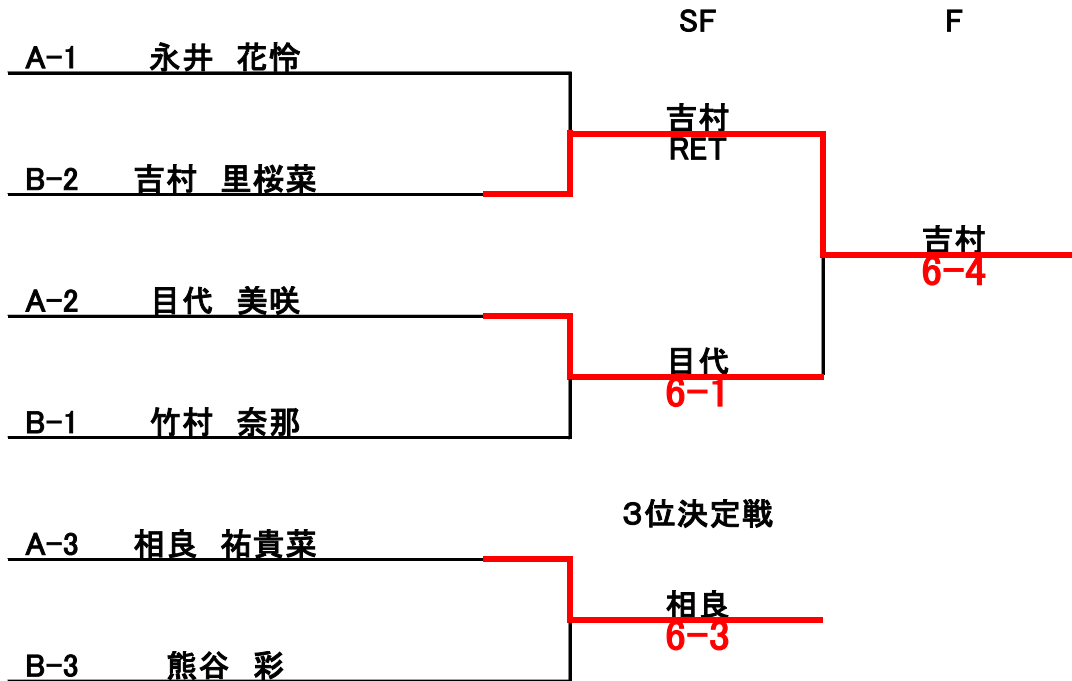 SF F
A-1 永井 花怜
吉村
RET
B-2 吉村 里桜菜
吉村
6-4
A-2 目代 美咲
目代
6-1
B-1 竹村 奈那
3位決定戦
A-3 相良 祐貴菜
相良
6-3
B-3 熊谷 彩